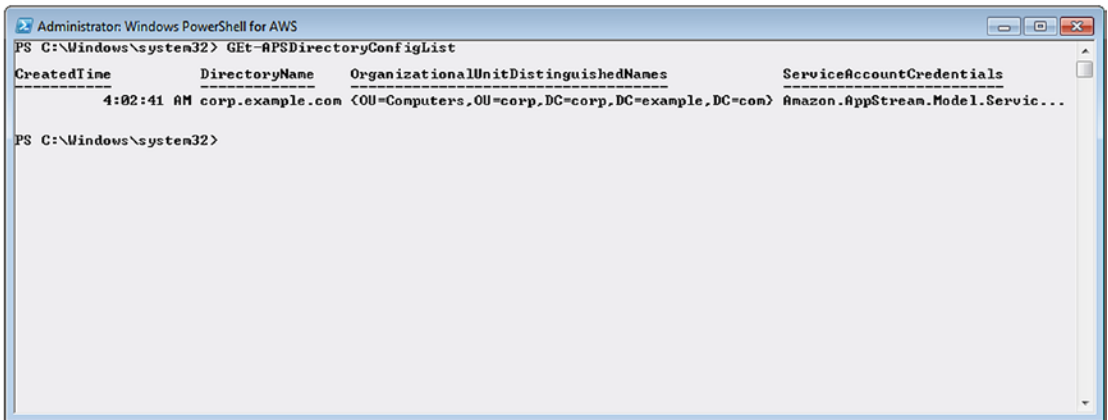 Administrator: Windows PowerShell for AWS
PS C:\Windows\system32> GEt-APSDirectoryConfigList
CreatedTime DirectoryName OrganizationalUnitDistinguishedNames ServiceAccountCredentials
----------- ------------- ------------------------------------ -------------------------
4:02:41 AM corp.example.com {OU=Computers,OU=corp,DC=corp,DC=example,DC=com} Amazon.AppStream.Model.Servic...
PS C:\Windows\system32>